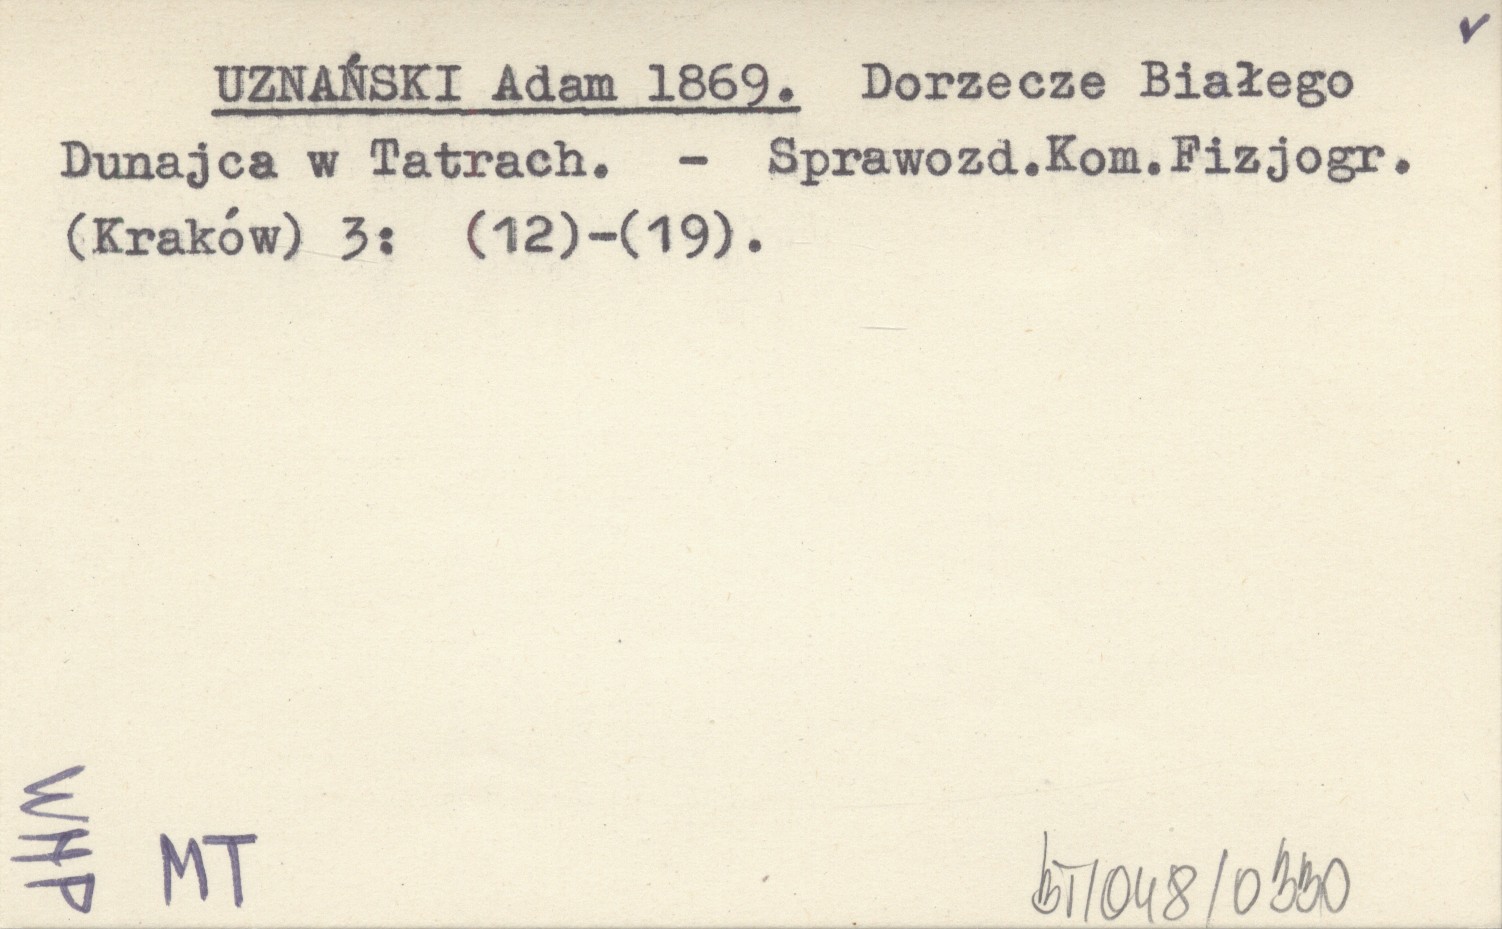 UZNAŃSKI Adam 1869. Dorzecze Białego
Dunajca w Tatrach. - Sprawozd.Kom.Fizjogr.
(Kraków) 3: (12)-(19).
WHP
MT
BT/048/0330